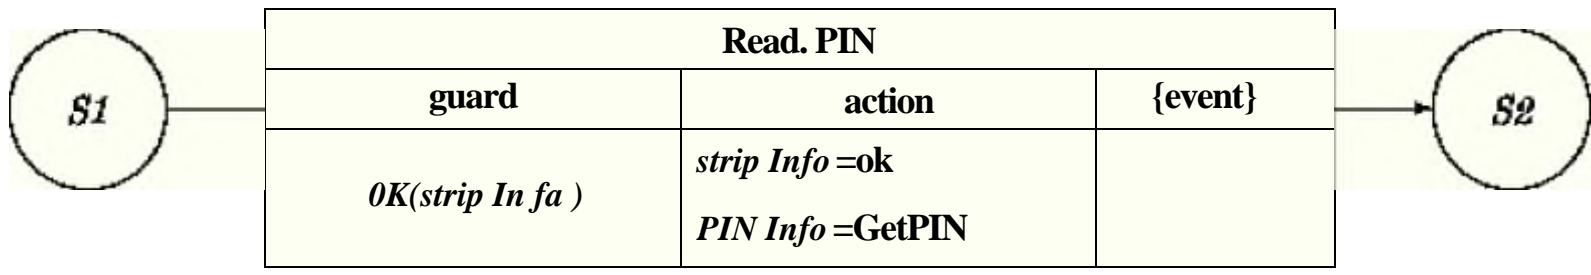 Read. PIN
guard action {event}
S1 S2
strip Info =ok
0K(strip In fa )
PIN Info =GetPIN